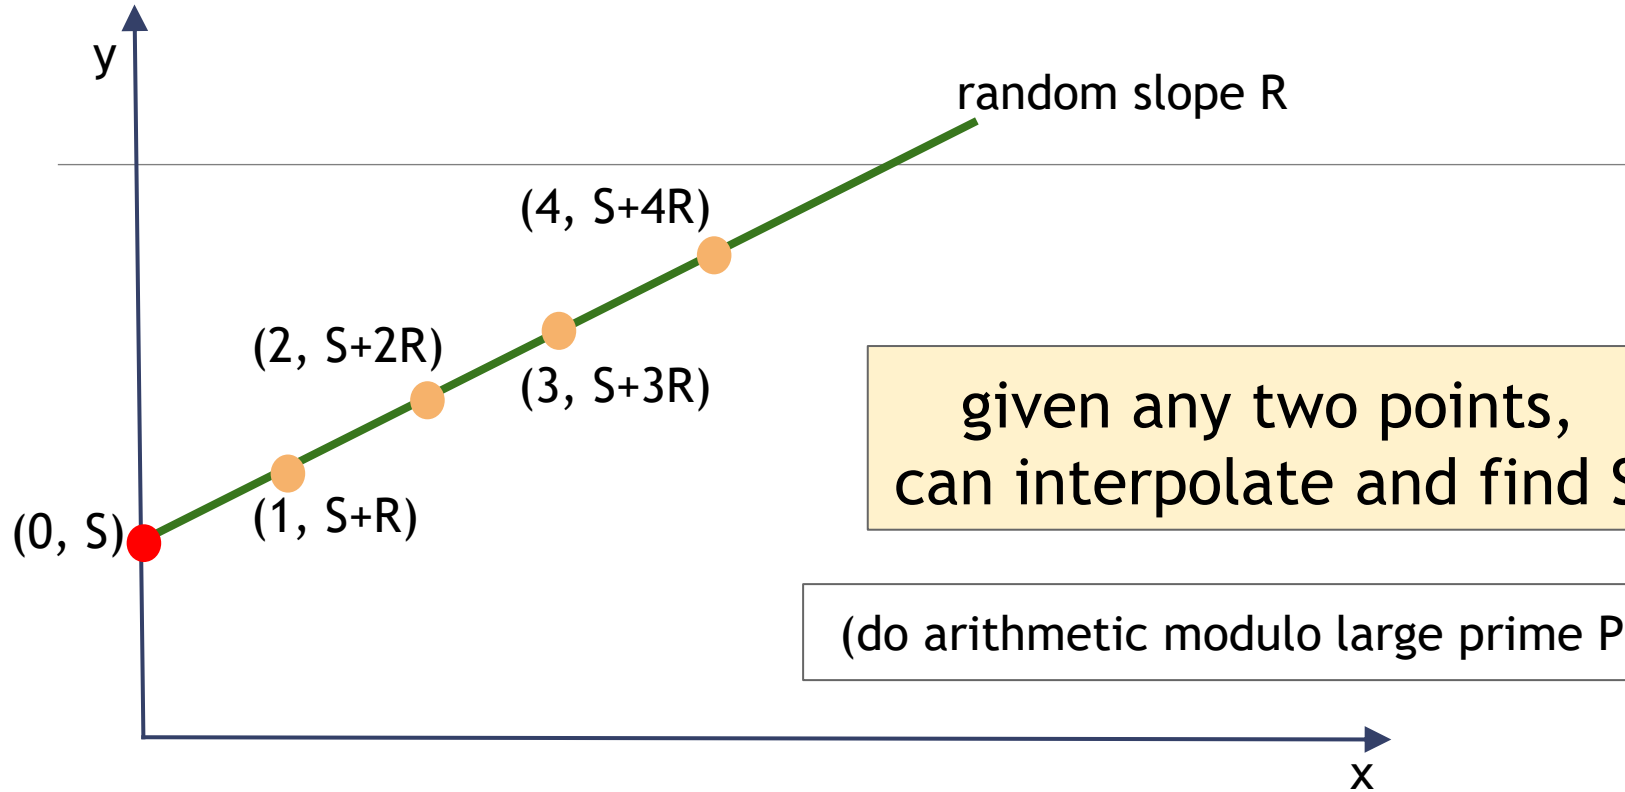 y
random slope R
(4, S+4R)
(2, S+2R)
(3, S+3R)
given any two points,
can interpolate and find S
(1, S+R)
(0, S)
(do arithmetic modulo large prime P
x